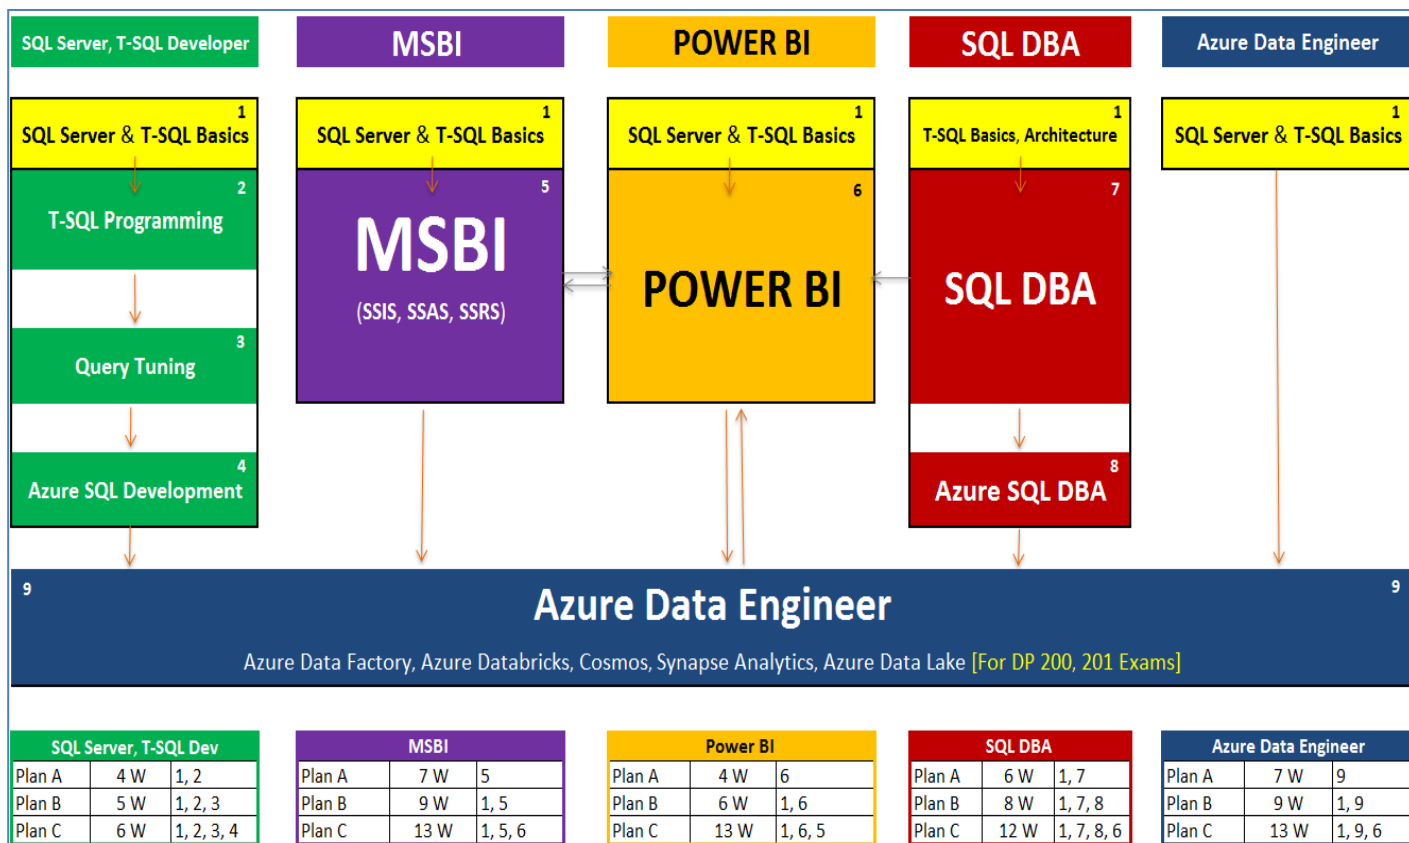 SQL Server, T-SQL Developer
MSBI
POWER BI
SQL DBA
Azure Data Engineer
1
SQL Server & T-SQL Basics
2
T-SQL Programming
3
Query Tuning
4
Azure SQL Development
1
SQL Server & T-SQL Basics
5
MSBI
(SSIS, SSAS, SSRS)
1
SQL Server & T-SQL Basics
6
POWER BI
1
T-SQL Basics, Architecture
7
SQL DBA
8
Azure SQL DBA
1
SQL Server & T-SQL Basics
9
9
Azure Data Engineer
Azure Data Factory, Azure Databricks, Cosmos, Synapse Analytics, Azure Data Lake [For DP 200, 201 Exams]
SQL Server, T-SQL Dev
Plan A 4 W 1, 2
Plan B 5 W 1, 2, 3
Plan C 6 W 1, 2, 3, 4
MSBI
Plan A 7 W 5
Plan B 9 W 1, 5
Plan C 13 W 1, 5, 6
Power BI
Plan A 4 W 6
Plan B 6 W 1, 6
Plan C 13 W 1, 6, 5
SQL DBA
Plan A 6 W 1, 7
Plan B 8 W 1, 7, 8
Plan C 12 W 1, 7, 8, 6
Azure Data Engineer
Plan A 7 W 9
Plan B 9 W 1, 9
Plan C 13 W 1, 9, 6